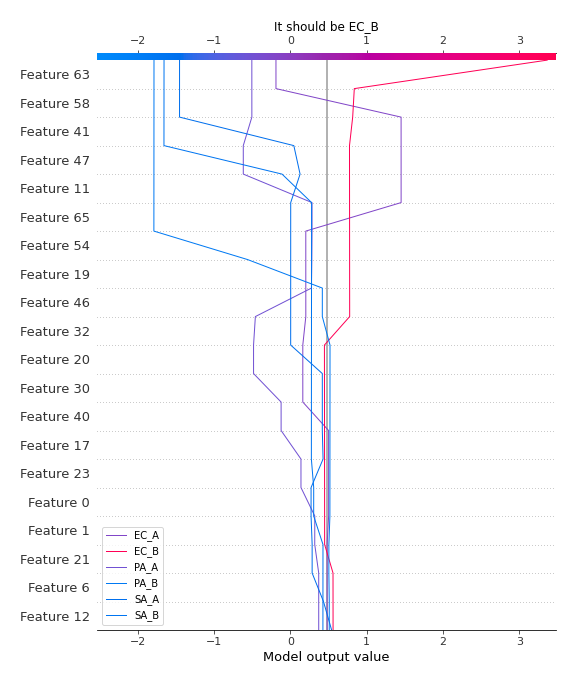 It should be EC_B
−2 −1 0 1 2 3
Feature 63
Feature 58
Feature 41
Feature 47
Feature 11
Feature 65
Feature 54
Feature 19
Feature 46
Feature 32
Feature 20
Feature 30
Feature 40
Feature 17
Feature 23
Feature 0
Feature 1
Feature 21
Feature 6
Feature 12
EC_A
EC_B
PA_A
PA_B
SA_A
SA_B
−2 −1 0 1 2 3
Model output value